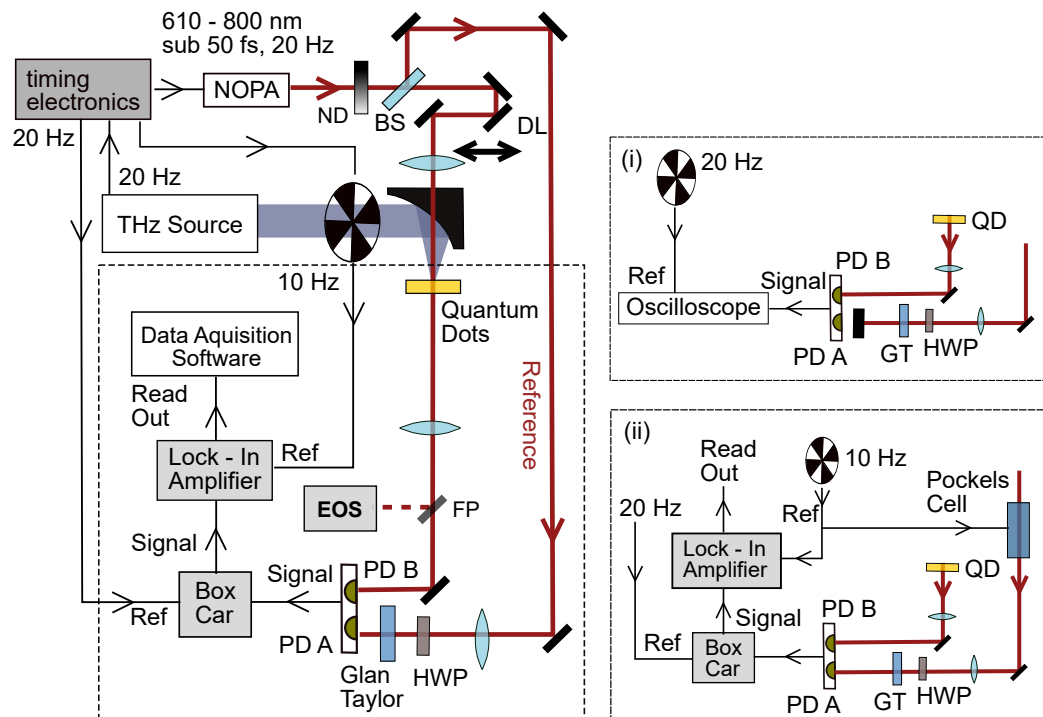 610 - 800 nm
sub 50 fs, 20 Hz
timing
electronics
NOPA
ND
BS
DL
20 Hz
20 Hz
THz Source
10 Hz
Quantum
Dots
Data Aquisition
Software
Read
Out
Lock - In
Amplifier
Ref
Reference
EOS
FP
Signal
Box
Car
Ref
Signal
PD B
PD A
Glan
Taylor
HWP
(i)
20 Hz
QD
Ref
Signal
PD B
Oscilloscope
PD A
GT
HWP
(ii)
Read
Out
10 Hz
Pockels
Cell
20 Hz
Ref
Lock - In
Amplifier
QD
Signal
PD B
Ref
Box
Car
PD A
GT
HWP